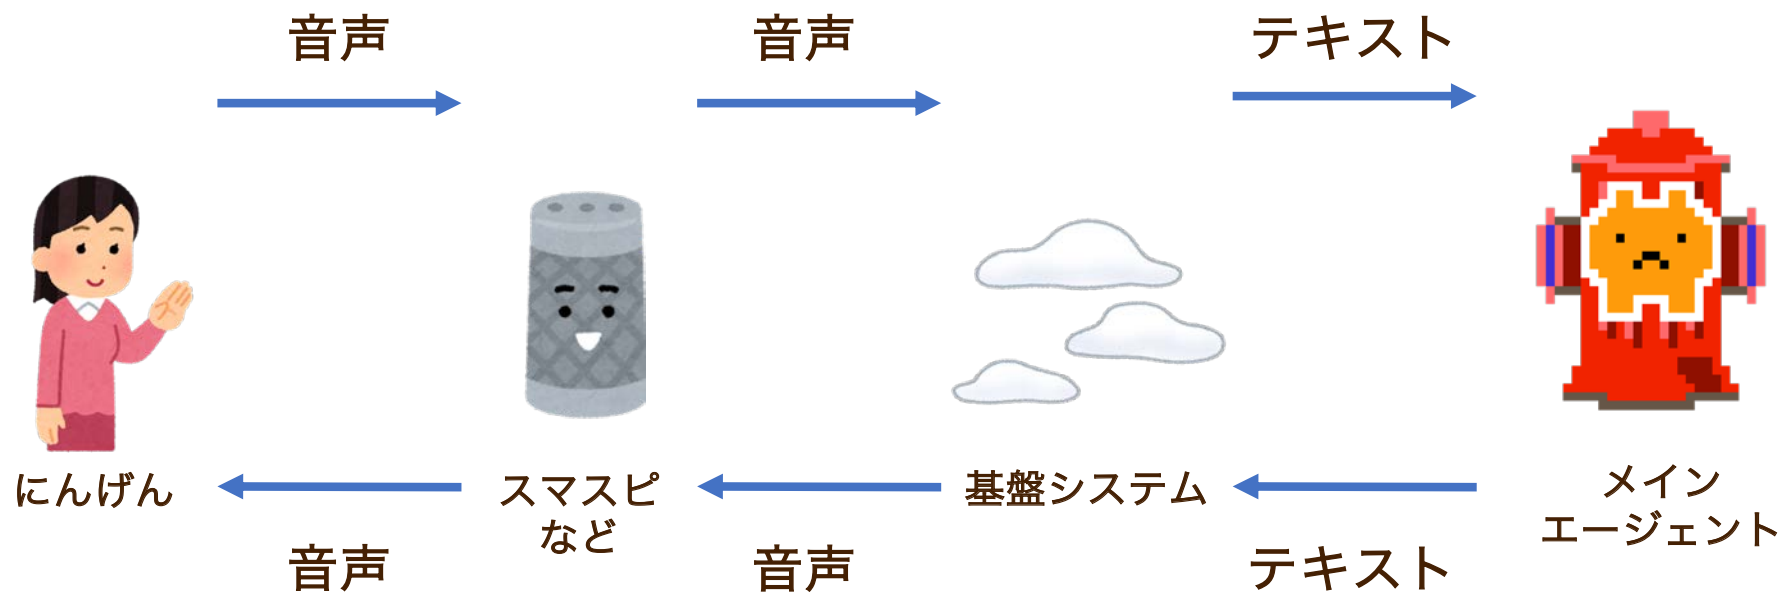 音声
音声
テキスト
にんげん
スマスピ
など
基盤システム
メイン
エージェント
音声
音声
テキスト